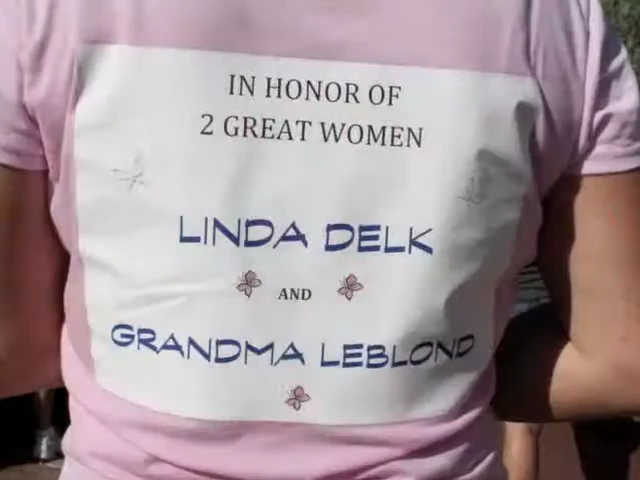 IN HONOR OF
2 GREAT WOMEN
LINDA DELK
AND
GRANDMA LEBLOND